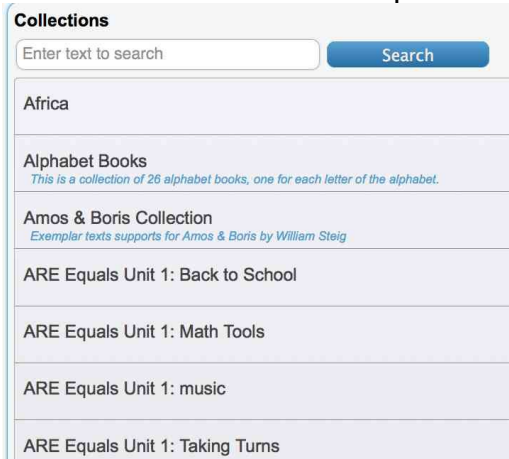 Collections
Enter text to search
Search
Africa
Alphabet Books
This is a collection of 26 alphabet books, one for each letter of the alphabet.
Amos & Boris Collection
Exemplar texts supports for Amos & Boris by William Steig
ARE Equals Unit 1: Back to School
ARE Equals Unit 1: Math Tools
ARE Equals Unit 1: music
ARE Equals Unit 1: Taking Turns